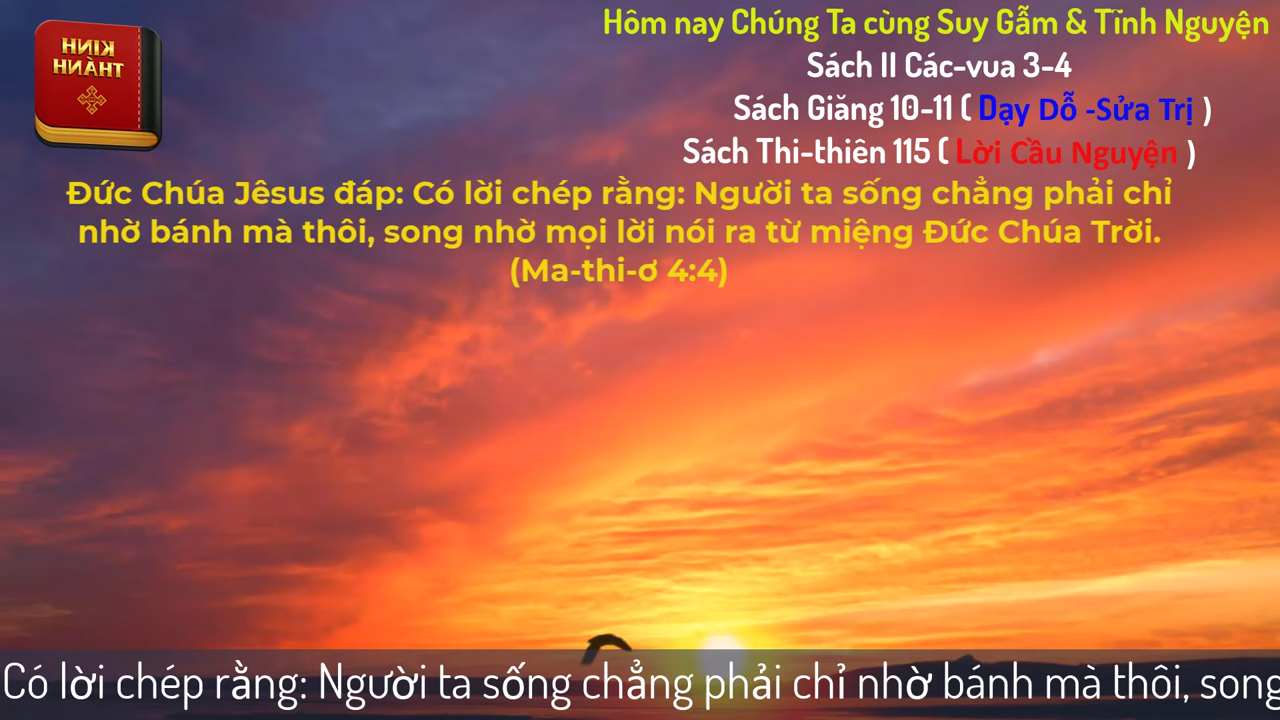 KINH
THÀNH
Hôm nay Chúng Ta cùng Suy Gẫm & Tĩnh Nguyện
Sách II Các-vua 3-4
Sách Giăng 10-11 ( Dạy Dỗ -Sửa Trị )
Sách Thi-thiên 115 ( Lời Cầu Nguyện )
Đức Chúa Jêsus đáp: Có lời chép rằng: Người ta sống chẳng phải chỉ
nhờ bánh mà thôi, song nhờ mọi lời nói ra từ miệng Đức Chúa Trời.
(Ma-thi-ơ 4:4)
Có lời chép rằng: Người ta sống chẳng phải chỉ nhờ bánh mà thôi, song